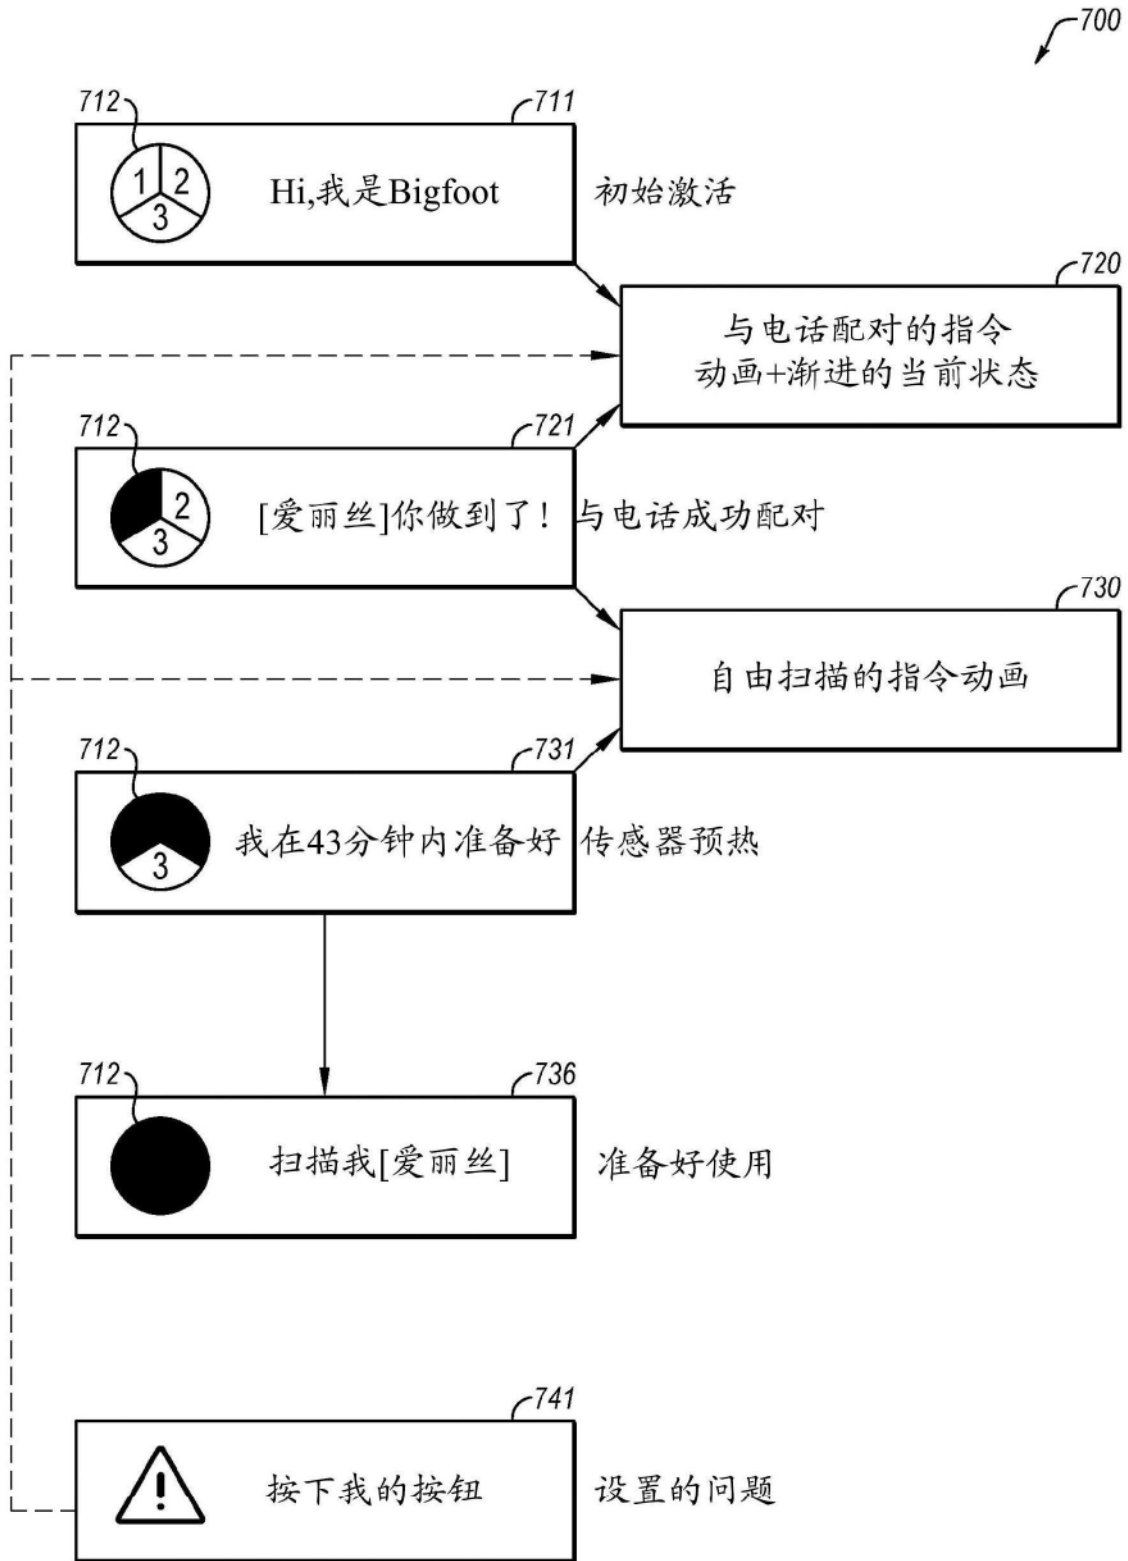 700
712
711
1 2
3
Hi,我是Bigfoot
初始激活
720
与电话配对的指令
动画+渐进的当前状态
712
721
2
3
[爱丽丝]你做到了!
与电话成功配对
730
自由扫描的指令动画
712
731
3
我在43分钟内准备好
传感器预热
712
736
扫描我[爱丽丝]
准备好使用
741
!
按下我的按钮
设置的问题